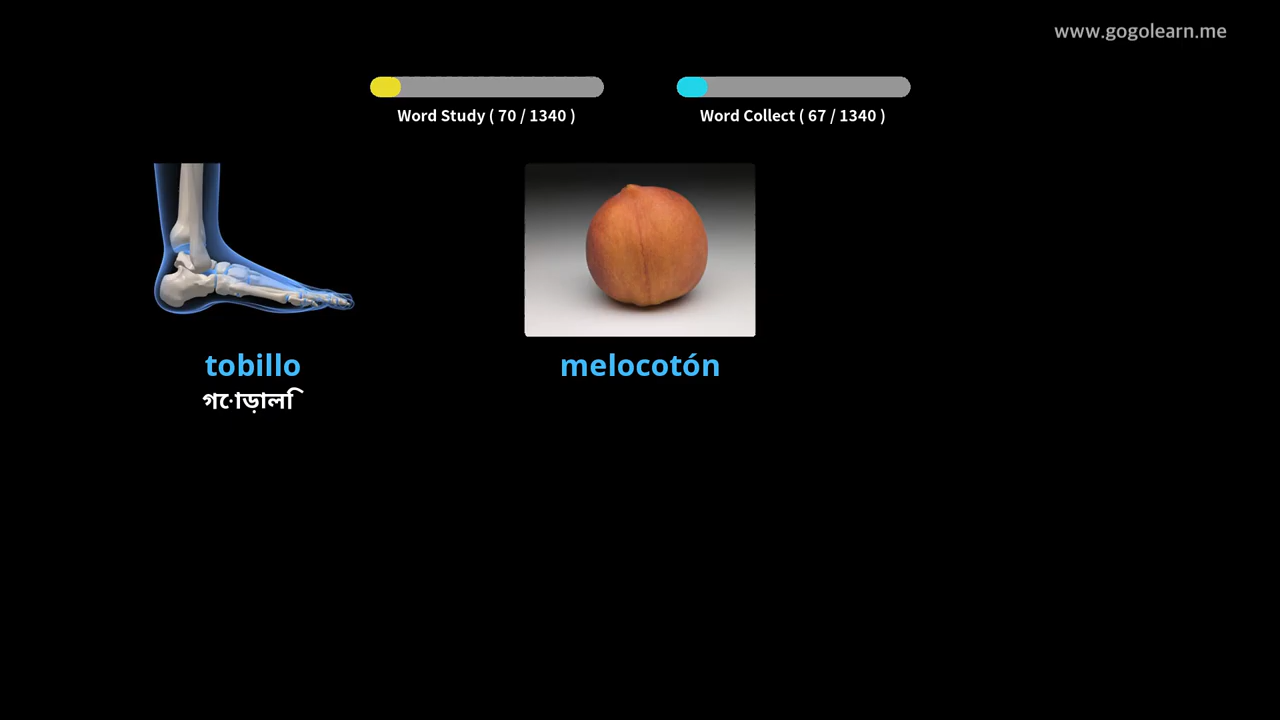 www.gogolearn.me
Word Study ( 70 / 1340 )
Word Collect ( 67 / 1340 )
tobillo
গোড়ালি
melocotón